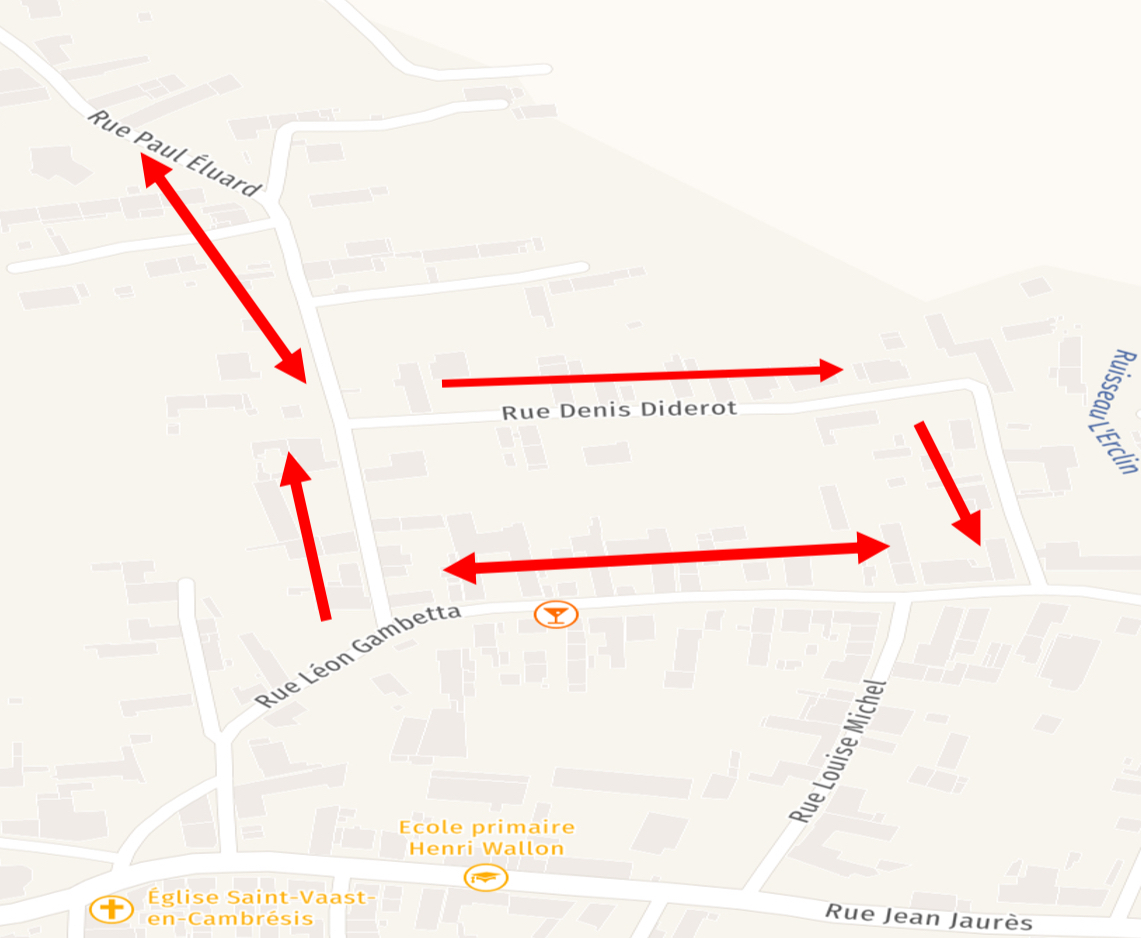 Rue Paul Éluard
Rue Denis Diderot
Ruisseau L'Erclin
Rue Léon Gambetta
Rue Louise Michel
Ecole primaire
Henri Wallon
Église Saint-Vaast-
en-Cambrésis
Rue Jean Jaurès